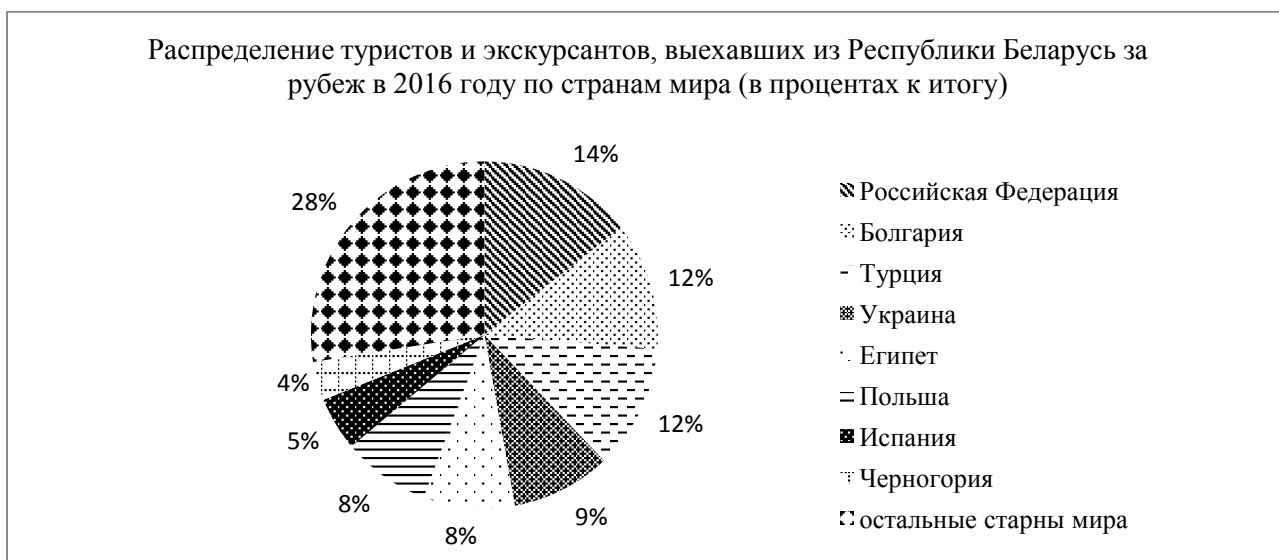 Распределение туристов и экскурсантов, выехавших из Республики Беларусь за
рубеж в 2016 году по странам мира (в процентах к итогу)
14%
12%
12%
9%
8%
8%
5%
4%
28%
Российская Федерация
Болгария
Турция
Украина
Египет
Польша
Испания
Черногория
остальные старны мира